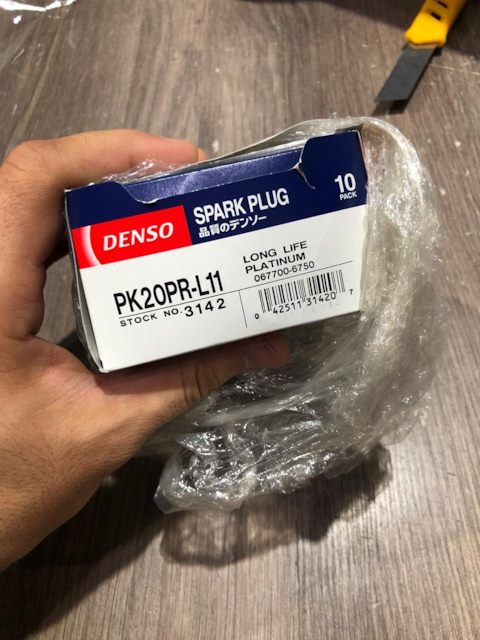 DENSO
SPARK PLUG
品質のデンソー
10
PACK
PK20PR-L11
STOCK NO. 3142
LONG LIFE
PLATINUM
067700-6750
0 42511 31420 7